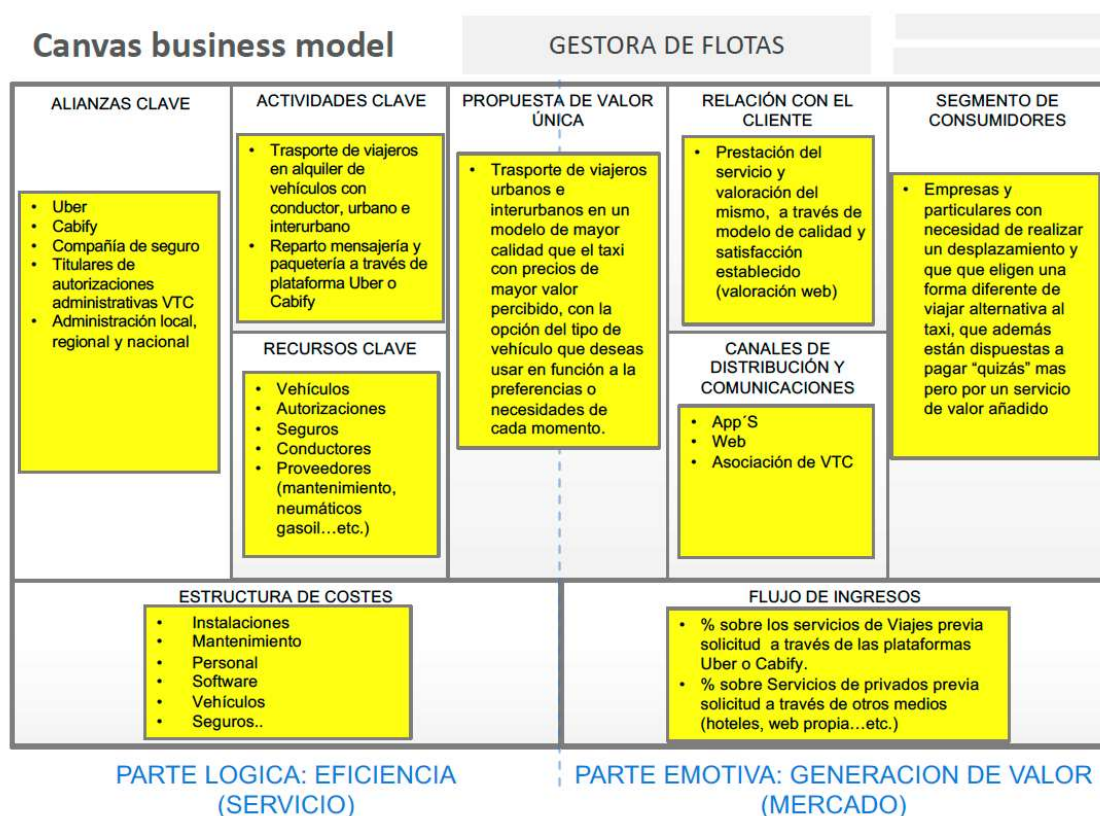 Canvas business model
GESTORA DE FLOTAS
ALIANZAS CLAVE
• Uber
• Cabify
• Compañía de seguro
• Titulares de
autorizaciones
administrativas VTC
• Administración local,
regional y nacional
ACTIVIDADES CLAVE
• Trasporte de viajeros
en alquiler de
vehículos con
conductor, urbano e
interurbano
• Reparto mensajería y
paquetería a través de
plataforma Uber o
Cabify
RECURSOS CLAVE
• Vehículos
• Autorizaciones
• Seguros
• Conductores
• Proveedores
(mantenimiento,
neumáticos
gasoil…etc.)
PROPUESTA DE VALOR
ÚNICA
• Trasporte de viajeros
urbanos e
interurbanos en un
modelo de mayor
calidad que el taxi
con precios de
mayor valor
percibido, con la
opción del tipo de
vehículo que deseas
usar en función a la
preferencias o
necesidades de
cada momento.
RELACIÓN CON EL
CLIENTE
• Prestación del
servicio y
valoración del
mismo, a través de
modelo de calidad y
satisfacción
establecido
(valoración web)
CANALES DE
DISTRIBUCIÓN Y
COMUNICACIONES
• App´S
• Web
• Asociación de VTC
SEGMENTO DE
CONSUMIDORES
• Empresas y
particulares con
necesidad de realizar
un desplazamiento y
que que eligen una
forma diferente de
viajar alternativa al
taxi, que además
están dispuestas a
pagar “quizás” mas
pero por un servicio
de valor añadido
ESTRUCTURA DE COSTES
• Instalaciones
• Mantenimiento
• Personal
• Software
• Vehículos
• Seguros..
FLUJO DE INGRESOS
• % sobre los servicios de Viajes previa
solicitud a través de las plataformas
Uber o Cabify.
• % sobre Servicios de privados previa
solicitud a través de otros medios
(hoteles, web propia…etc.)
PARTE LOGICA: EFICIENCIA
(SERVICIO)
PARTE EMOTIVA: GENERACION DE VALOR
(MERCADO)